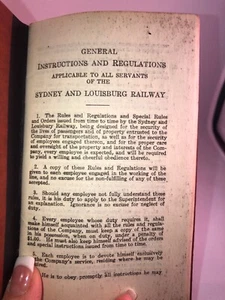 GENERAL
INSTRUCTIONS AND REGULATIONS
APPLICABLE TO ALL SERVANTS
OF THE
SYDNEY AND LOUISBURG RAILWAY
1. The Rules and Regulations and Special Rules
and Orders issued from time to time by the Sydney and
Louisburg Railway, being designed for the security of
the lives of passengers and of property entrusted to the
Company for transportation, as well as for the security
of employees engaged therein, and for the proper care
and oversight of the property and interests of the Com-
pany, every employee is expected, and will be required
to yield a willing and cheerful obedience thereto.
2. A copy of these Rules and Regulations will be
given to each employee engaged in the working of the
line, and no excuse for the non-fulfilling of any of these
accepted.
3. Should any employee not fully understand these
rules, it is his duty to apply to the Superintendent for
an explanation. Ignorance is no excuse for neglect of
4. Every employee whose duty requires it, shall
make himself acquainted with all the rules and regula-
tions of the Company, must keep a copy of the same
in his possession, when on duty, under a penalty of
$1.00. He must also keep himself advised of the orders
and special instructions issued from time to time.
5. Each employee is to devote himself exclusively
the Company's service, residing where he may be
He is to obey promptly all instructions he may